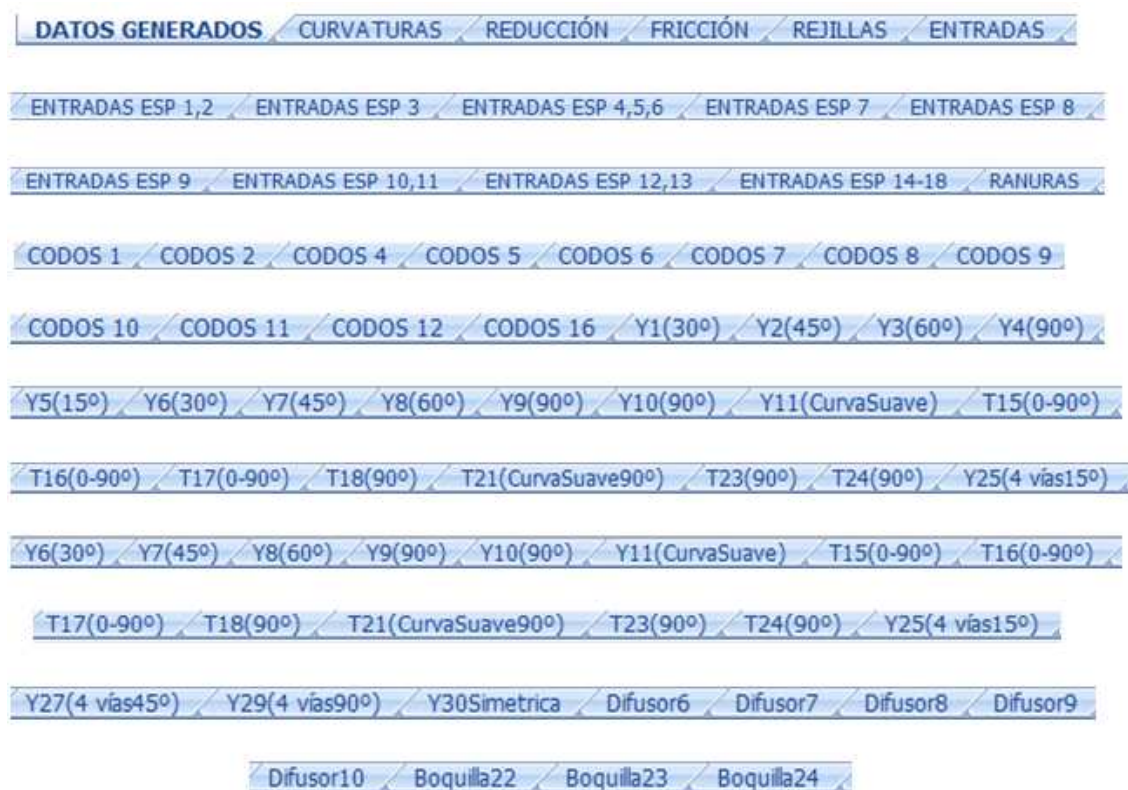 DATOS GENERADOS CURVATURAS REDUCCIÓN FRICCIÓN REJILLAS ENTRADAS
ENTRADAS ESP 1,2 ENTRADAS ESP 3 ENTRADAS ESP 4,5,6 ENTRADAS ESP 7 ENTRADAS ESP 8
ENTRADAS ESP 9 ENTRADAS ESP 10,11 ENTRADAS ESP 12,13 ENTRADAS ESP 14-18 RANURAS
CODOS 1 CODOS 2 CODOS 4 CODOS 5 CODOS 6 CODOS 7 CODOS 8 CODOS 9
CODOS 10 CODOS 11 CODOS 12 CODOS 16 Y1(30º) Y2(45º) Y3(60º) Y4(90º)
Y5(15º) Y6(30º) Y7(45º) Y8(60º) Y9(90º) Y10(90º) Y11(CurvaSuave) T15(0-90º)
T16(0-90º) T17(0-90º) T18(90º) T21(CurvaSuave90º) T23(90º) T24(90º) Y25(4 vías15º)
Y6(30º) Y7(45º) Y8(60º) Y9(90º) Y10(90º) Y11(CurvaSuave) T15(0-90º) T16(0-90º)
T17(0-90º) T18(90º) T21(CurvaSuave90º) T23(90º) T24(90º) Y25(4 vías15º)
Y27(4 vías45º) Y29(4 vías90º) Y30Simetrica Difusor6 Difusor7 Difusor8 Difusor9
Difusor10 Boquilla22 Boquilla23 Boquilla24